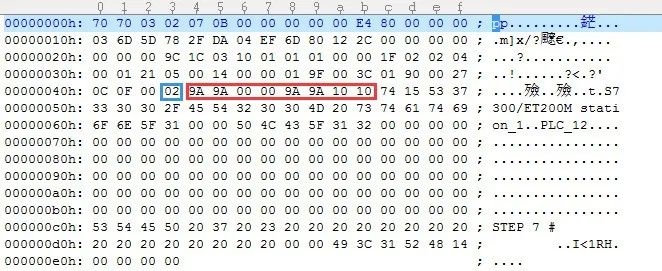 0 1 2 3 4 5 6 7 8 9 a b c d e f
00000000h: 70 70 03 02 07 0B 00 00 00 00 E4 80 00 00 00 00 ; pp.........鋩...
00000010h: 03 6D 5D 78 2F DA 04 EF 6D 80 12 2C 00 00 00 00 ; .m]x/?飉€.,....
00000020h: 00 00 00 9C 1C 03 10 01 01 01 00 00 1F 02 02 04 ; ...?............
00000030h: 00 01 21 05 00 14 00 00 01 9F 00 3C 01 90 00 27 ; ..!......?<.?'
00000040h: 0C 0F 00 02 9A 9A 00 00 9A 9A 10 10 74 15 53 37 ; ....殮..殮..t.S7
00000050h: 33 30 30 2F 45 54 32 30 30 4D 20 73 74 61 74 69 ; 300/ET200M stati
00000060h: 6F 6E 5F 31 00 00 50 4C 43 5F 31 32 00 00 00 00 ; on_1..PLC_12....
00000070h: 00 00 00 00 00 00 00 00 00 00 00 00 00 00 00 00 ; ................
00000080h: 00 00 00 00 00 00 00 00 00 00 00 00 00 00 00 00 ; ................
00000090h: 00 00 00 00 00 00 00 00 00 00 00 00 00 00 00 00 ; ................
000000a0h: 00 00 00 00 00 00 00 00 00 00 00 00 00 00 00 00 ; ................
000000b0h: 00 00 00 00 00 00 00 00 00 00 00 00 00 00 00 00 ; ................
000000c0h: 53 54 45 50 20 37 20 23 20 20 20 20 20 20 20 20 ; STEP 7 #
000000d0h: 20 20 20 20 20 20 20 20 00 00 49 3C 31 52 48 14 ; ..I<1RH.
000000e0h: 00 00 00 00 ; ....